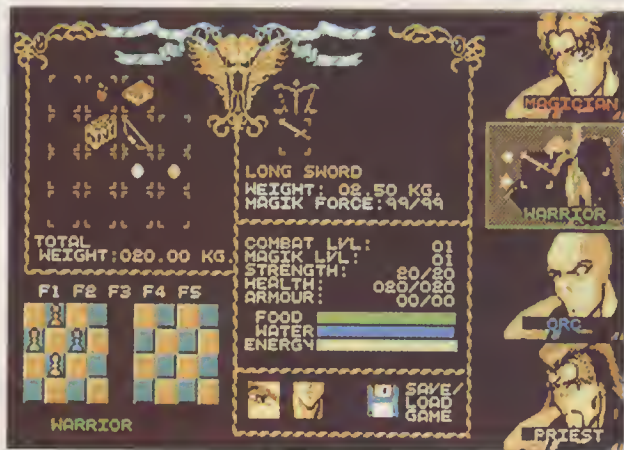 MAGICIAN
WARRIOR
ORC
PRIEST
LONG SWORD
WEIGHT: 08.50 KG.
MAGIK FORCE:99/99
TOTAL
WEIGHT:020.00 KG.
COMBAT LVL: 01
MAGIK LVL: 01
STRENGTH: 20/20
HEALTH: 020/020
ARMOUR: 00/00
FOOD
WATER
ENERGY
F1 F2 F3 F4 F5
WARRIOR
SAVE/
LOAD
GAME